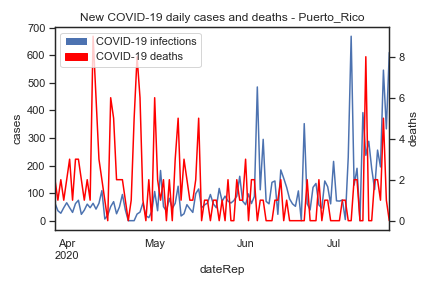 New COVID-19 daily cases and deaths - Puerto_Rico
COVID-19 infections
COVID-19 deaths
700
600
500
400
300
200
100
0
cases
8
6
4
2
0
deaths
Apr
2020
May
Jun
Jul
dateRep